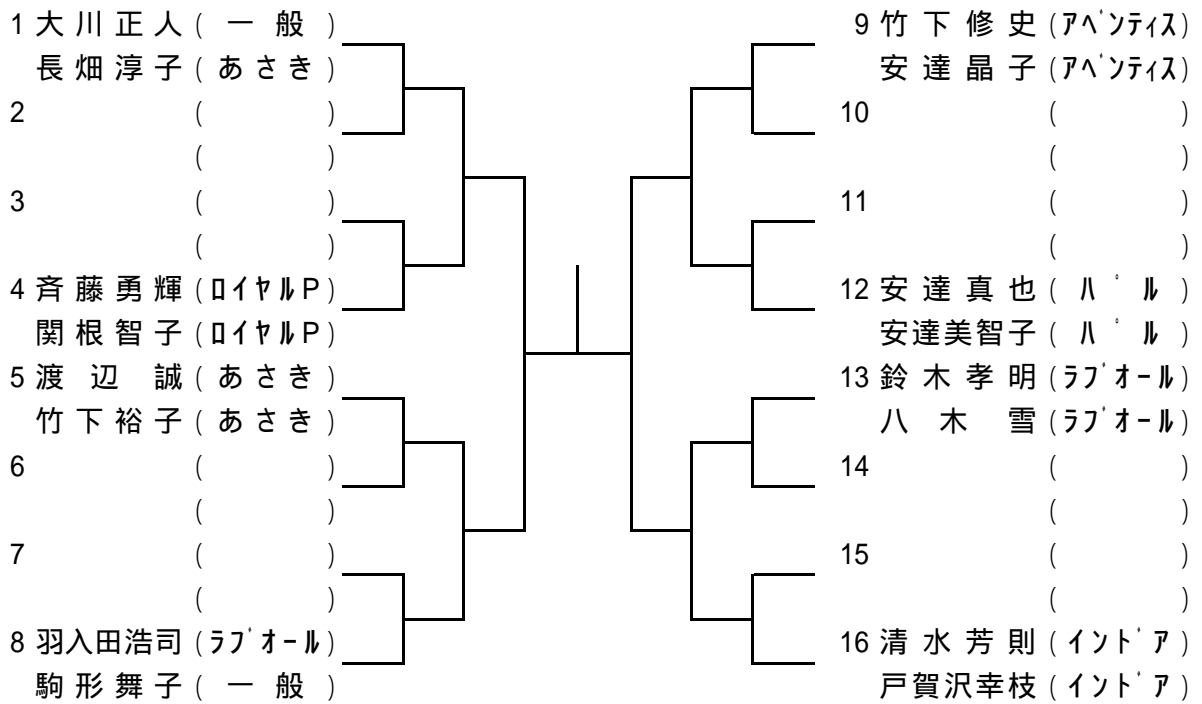 1 大川正人 ( 一般 )
長畑淳子 ( あさき )
2 ( )
( )
3 ( )
( )
4 斉藤勇輝 (ﾛｲﾔﾙP)
関根智子 (ﾛｲﾔﾙP)
5 渡辺 誠 ( あさき )
竹下裕子 ( あさき )
6 ( )
( )
7 ( )
( )
8 羽入田浩司 (ﾗﾌﾞｵｰﾙ)
駒形舞子 ( 一般 )
9 竹下修史 (ｱﾍﾞﾝﾃｨｽ)
安達晶子 (ｱﾍﾞﾝﾃｨｽ)
10 ( )
( )
11 ( )
( )
12 安達真也 ( ﾊﾟﾙ )
安達美智子 ( ﾊﾟﾙ )
13 鈴木孝明 (ﾗﾌﾞｵｰﾙ)
八木 雪 (ﾗﾌﾞｵｰﾙ)
14 ( )
( )
15 ( )
( )
16 清水芳則 (ｲﾝﾄﾞｱ)
戸賀沢幸枝 (ｲﾝﾄﾞｱ)